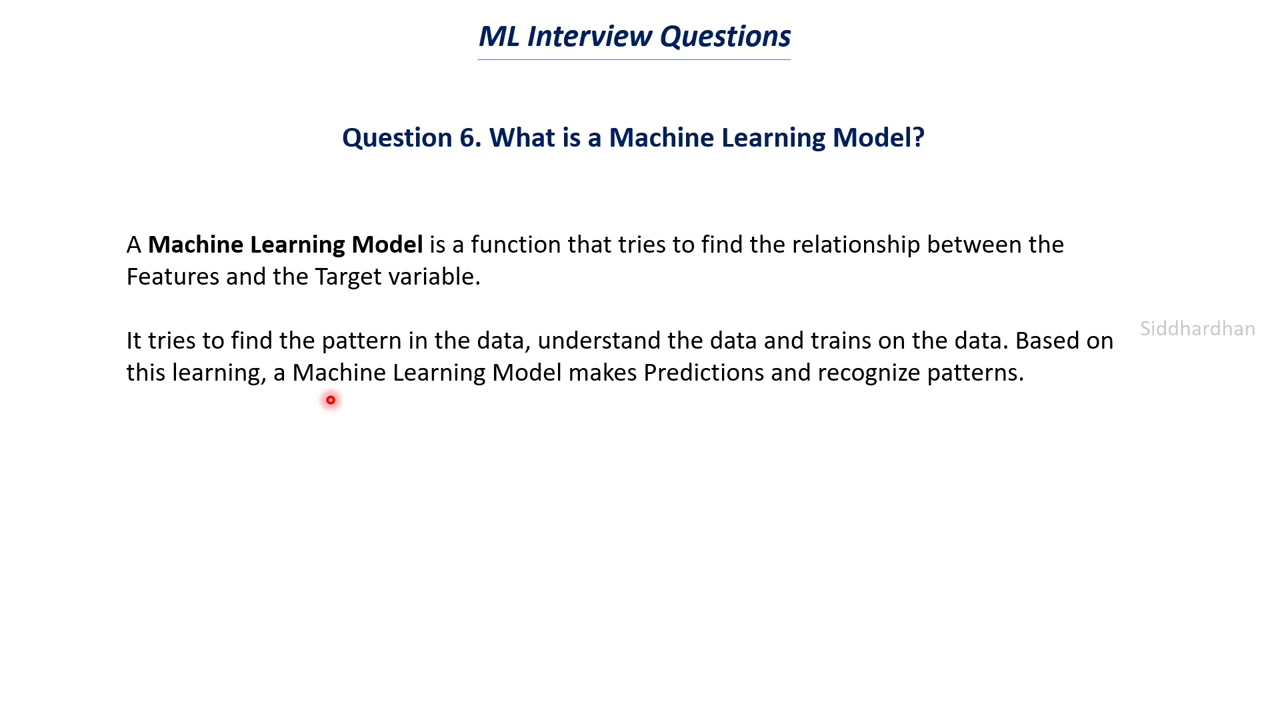 ML Interview Questions
Question 6. What is a Machine Learning Model?
A Machine Learning Model is a function that tries to find the relationship between the
Features and the Target variable.
It tries to find the pattern in the data, understand the data and trains on the data. Based on
this learning, a Machine Learning Model makes Predictions and recognize patterns.
Siddhardhan